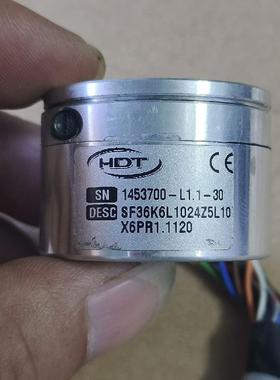 HDT
CE
SN 1453700-L1.1-30
DESC SF36K6L1024Z5L10
X6PR1.1120